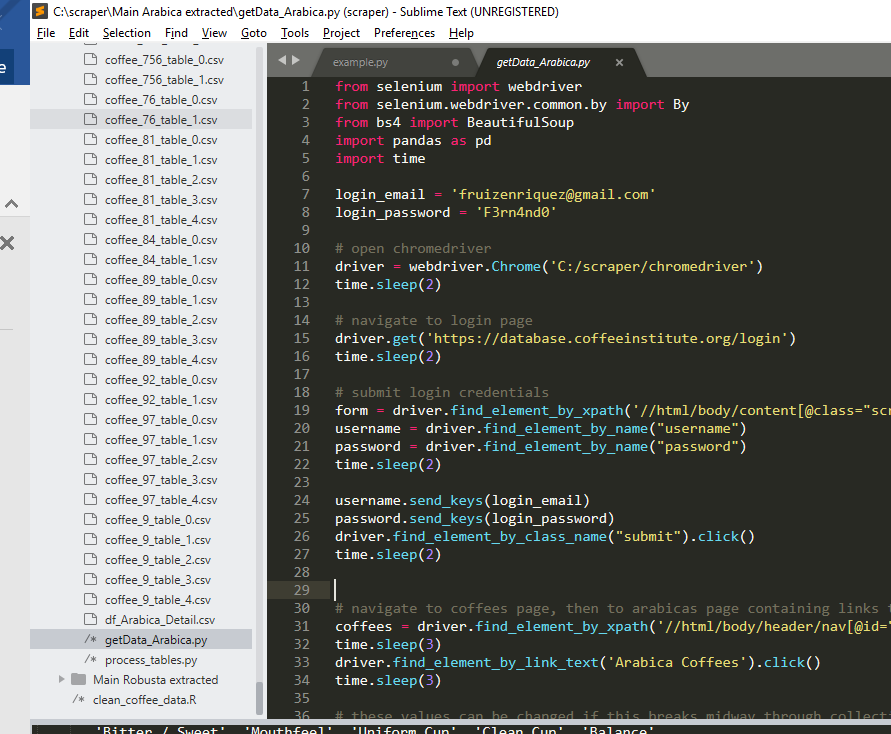 C:\scraper\Main Arabica extracted\getData_Arabica.py (scraper) - Sublime Text (UNREGISTERED)
File Edit Selection Find View Goto Tools Project Preferences Help
coffee_756_table_0.csv
coffee_756_table_1.csv
coffee_76_table_0.csv
coffee_76_table_1.csv
coffee_81_table_0.csv
coffee_81_table_1.csv
coffee_81_table_2.csv
coffee_81_table_3.csv
coffee_81_table_4.csv
coffee_84_table_0.csv
coffee_84_table_1.csv
coffee_89_table_0.csv
coffee_89_table_1.csv
coffee_89_table_2.csv
coffee_89_table_3.csv
coffee_89_table_4.csv
coffee_92_table_0.csv
coffee_92_table_1.csv
coffee_97_table_0.csv
coffee_97_table_1.csv
coffee_97_table_2.csv
coffee_97_table_3.csv
coffee_97_table_4.csv
coffee_9_table_0.csv
coffee_9_table_1.csv
coffee_9_table_2.csv
coffee_9_table_3.csv
coffee_9_table_4.csv
df_Arabica_Detail.csv
/* getData_Arabica.py
/* process_tables.py
Main Robusta extracted
/* clean_coffee_data.R
example.py
getData_Arabica.py
1 from selenium import webdriver
2 from selenium.webdriver.common.by import By
3 from bs4 import BeautifulSoup
4 import pandas as pd
5 import time
6
7 login_email = 'fruizenriquez@gmail.com'
8 login_password = 'F3rn4nd0'
9
10 # open chromedriver
11 driver = webdriver.Chrome('C:/scraper/chromedriver')
12 time.sleep(2)
13
14 # navigate to login page
15 driver.get('https://database.coffeeinstitute.org/login')
16 time.sleep(2)
17
18 # submit login credentials
19 form = driver.find_element_by_xpath('//html/body/content[@class="scr
20 username = driver.find_element_by_name("username")
21 password = driver.find_element_by_name("password")
22 time.sleep(2)
23
24 username.send_keys(login_email)
25 password.send_keys(login_password)
26 driver.find_element_by_class_name("submit").click()
27 time.sleep(2)
28
29
30 # navigate to coffees page, then to arabicas page containing links
31 coffees = driver.find_element_by_xpath('//html/body/header/nav[@id="
32 time.sleep(3)
33 driver.find_element_by_link_text('Arabica Coffees').click()
34 time.sleep(3)
35
36 # these values can be changed if this breaks midway through collect
'Bitter / Sweet', 'Mouthfeel', 'Uniform Cup', 'Clean Cup', 'Balance',